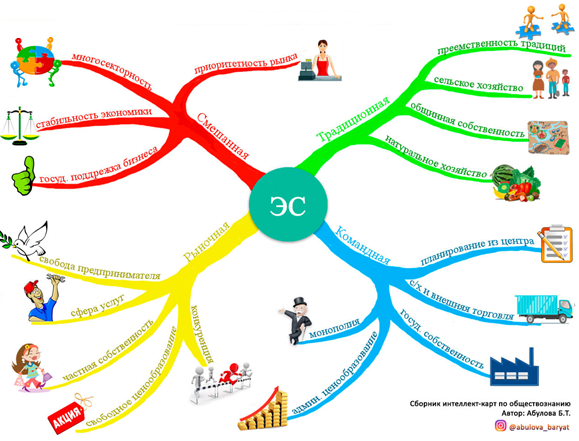 ЭС
Смешанная
многосекторность
стабильность экономики
госуд. поддрежка бизнеса
приоритетность рынка
Традиционная
преемственность традиций
сельское хозяйство
общинная собственность
натуральное хозяйство
Рыночная
свобода предпринимателя
сфера услуг
частная собственность
свободное ценообразование
конкуренция
АКЦИЯ
Командная
планирование из центра
с/х и внешняя торговля
госуд. собственность
монополия
админ. ценообразование
Сборник интеллект-карт по обществознанию
Автор: Абулова Б.Т.
@abulova_baryat